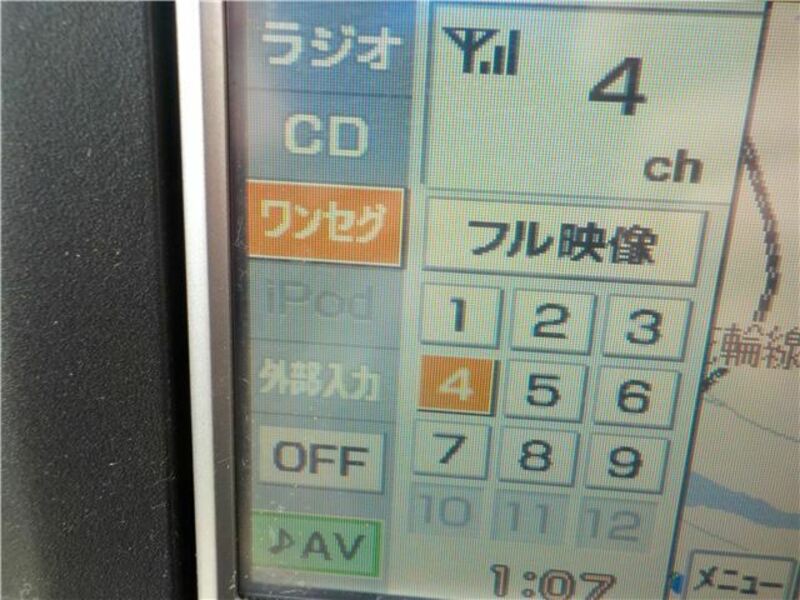 ラジオ
CD
ワンセグ
iPod
外部入力
OFF
♪AV
4
ch
フル映像
1 2 3
4 5 6
7 8 9
10 11 12
1:07
輪線
メニュー